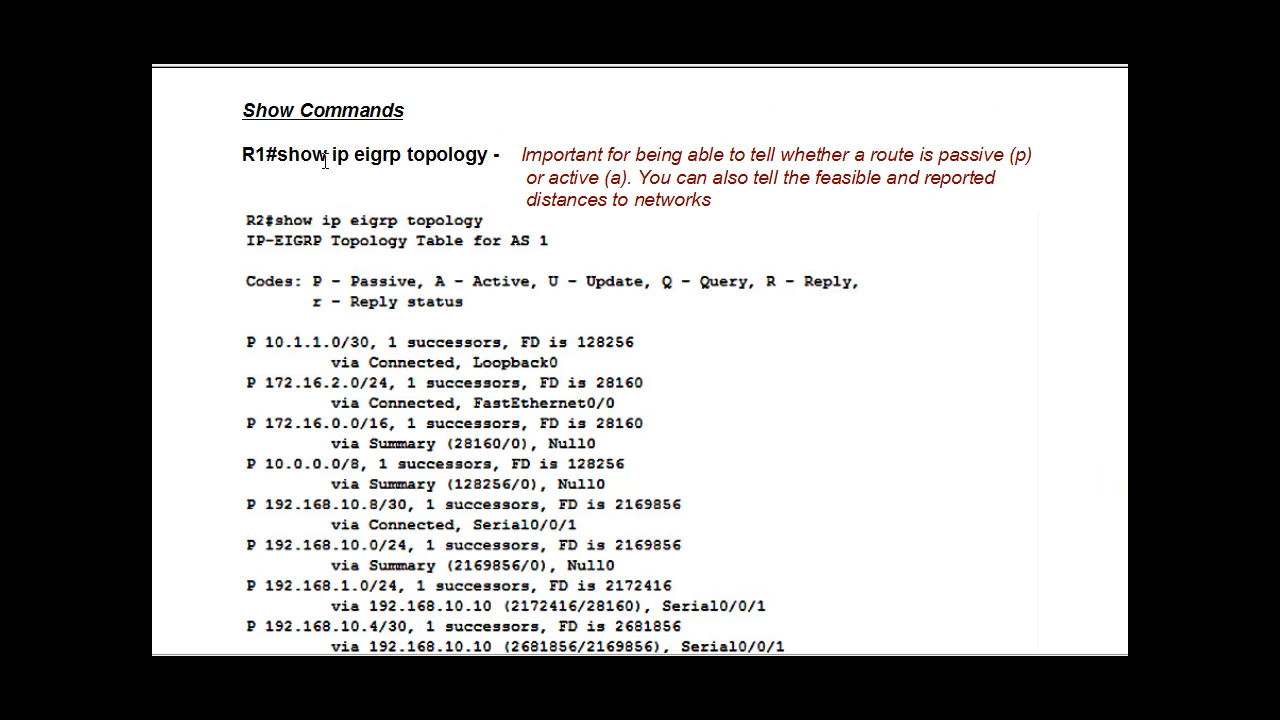 Show Commands
R1#show ip eigrp topology - Important for being able to tell whether a route is passive (p)
or active (a). You can also tell the feasible and reported
distances to networks
R2#show ip eigrp topology
IP-EIGRP Topology Table for AS 1
Codes: P - Passive, A - Active, U - Update, Q - Query, R - Reply,
r - Reply status
P 10.1.1.0/30, 1 successors, FD is 128256
via Connected, Loopback0
P 172.16.2.0/24, 1 successors, FD is 28160
via Connected, FastEthernet0/0
P 172.16.0.0/16, 1 successors, FD is 28160
via Summary (28160/0), Null0
P 10.0.0.0/8, 1 successors, FD is 128256
via Summary (128256/0), Null0
P 192.168.10.8/30, 1 successors, FD is 2169856
via Connected, Serial0/0/1
P 192.168.10.0/24, 1 successors, FD is 2169856
via Summary (2169856/0), Null0
P 192.168.1.0/24, 1 successors, FD is 2172416
via 192.168.10.10 (2172416/28160), Serial0/0/1
P 192.168.10.4/30, 1 successors, FD is 2681856
via 192.168.10.10 (2681856/2169856), Serial0/0/1